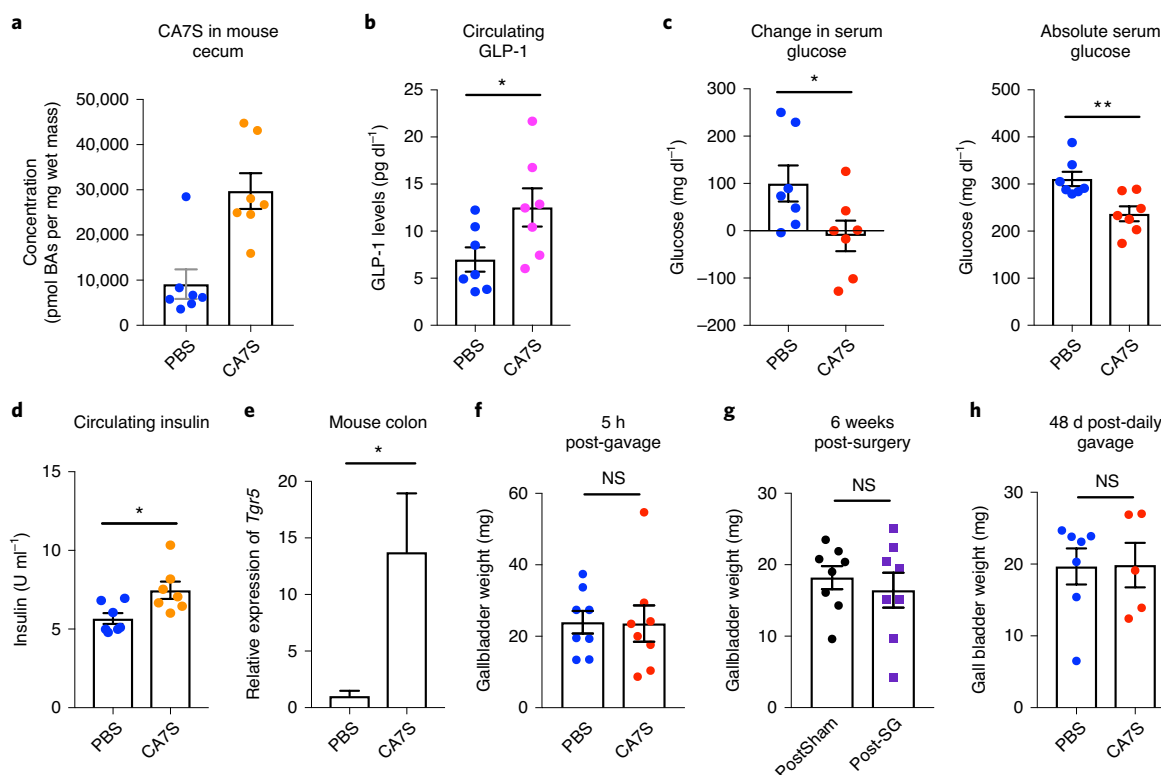 a
CA7S in mouse
cecum
Concentration
(pmol BAs per mg wet mass)
50,000
40,000
30,000
20,000
10,000
0
PBS
CA7S
b
Circulating
GLP-1
GLP-1 levels (pg dl⁻¹)
25
20
15
10
5
0
*
PBS
CA7S
c
Change in serum
glucose
Glucose (mg dl⁻¹)
300
200
100
0
–100
–200
*
PBS
CA7S
Absolute serum
glucose
Glucose (mg dl⁻¹)
500
400
300
200
100
0
**
PBS
CA7S
d
Circulating insulin
Insulin (U ml⁻¹)
15
10
5
0
*
PBS
CA7S
e
Mouse colon
Relative expression of Tgr5
20
15
10
5
0
*
PBS
CA7S
f
5 h
post-gavage
Gallbladder weight (mg)
60
40
20
0
NS
PBS
CA7S
g
6 weeks
post-surgery
Gallbladder weight (mg)
30
20
10
0
NS
PostSham
Post-SG
h
48 d post-daily
gavage
Gall bladder weight (mg)
30
20
10
0
NS
PBS
CA7S